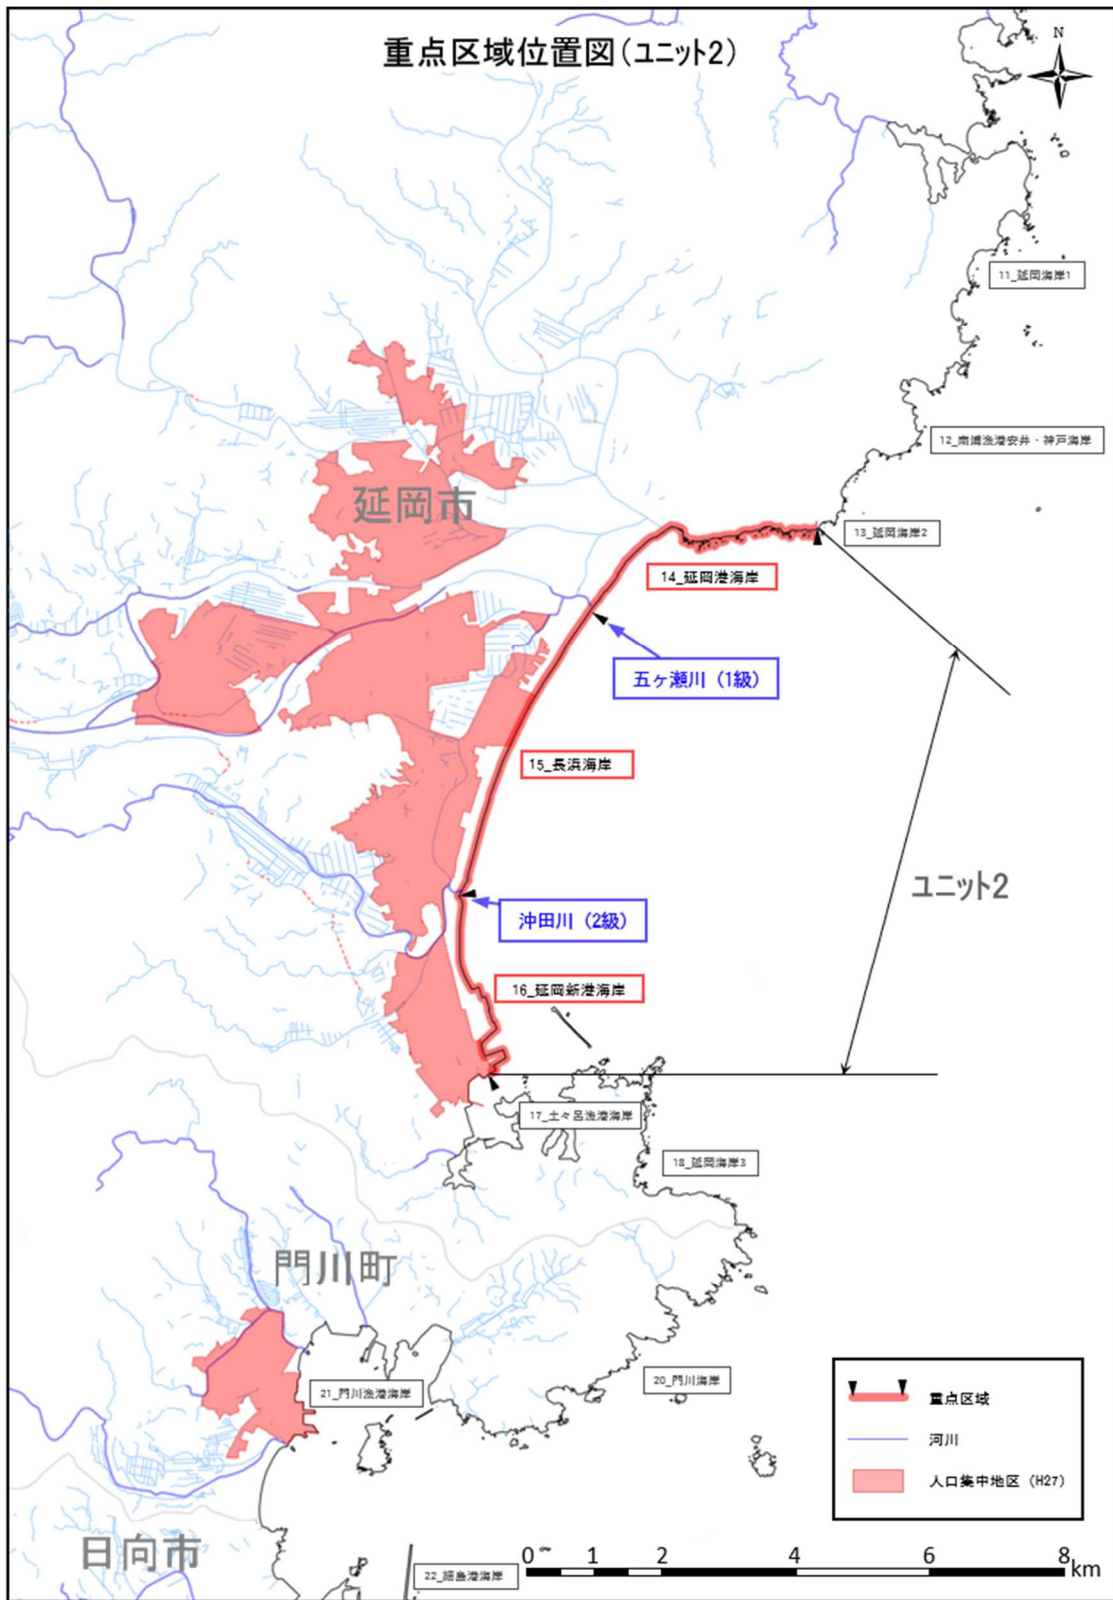 重点区域位置図(ユニット2)
N
11_延岡海岸1
12_南浦漁港安井・神戸海岸
延岡市
13_延岡海岸2
14_延岡港海岸
五ヶ瀬川(1級)
15_長浜海岸
ユニット2
沖田川(2級)
16_延岡新港海岸
17_土々呂漁港海岸
18_延岡海岸3
門川町
20_門川海岸
21_門川漁港海岸
重点区域
河川
人口集中地区(H27)
日向市
22_細島港海岸
0 1 2 4 6 8 km